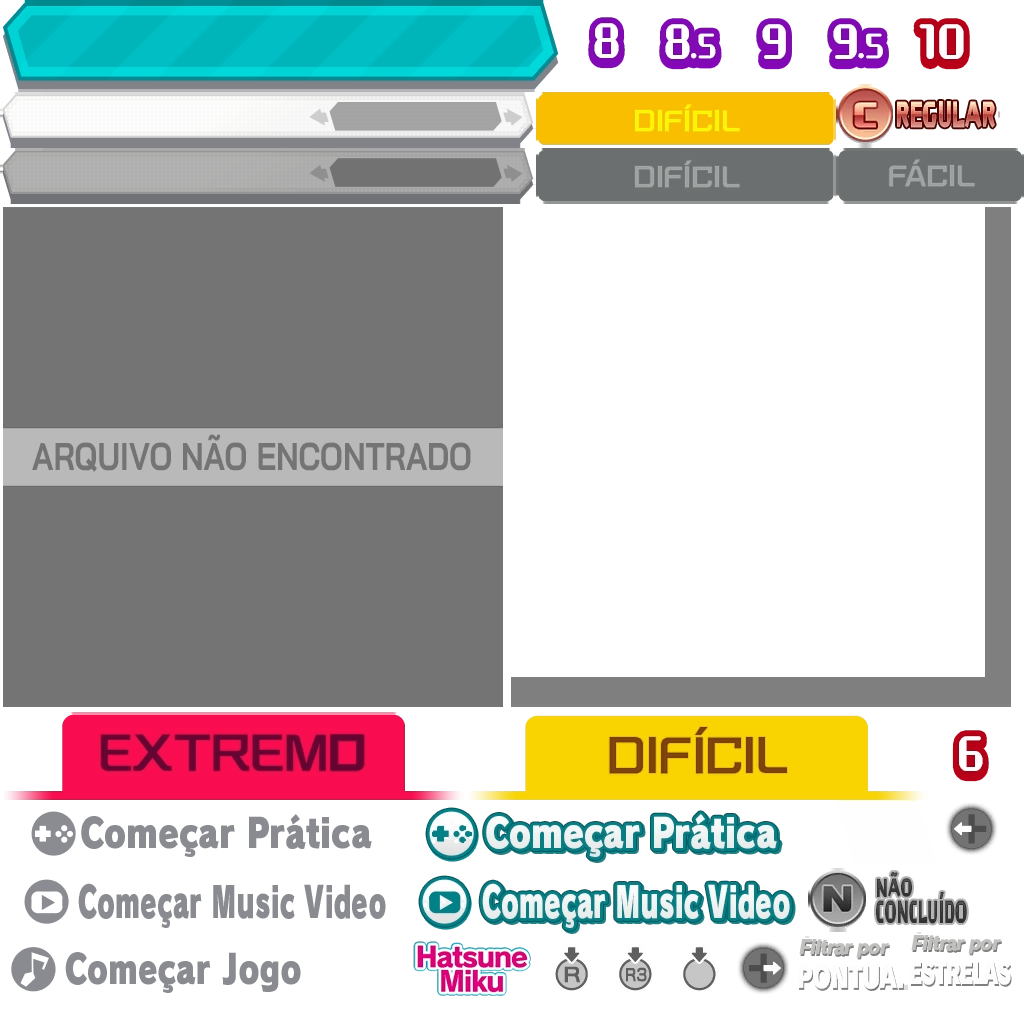 8 8.5 9 9.5 10
DIFÍCIL
C REGULAR
DIFÍCIL
FÁCIL
ARQUIVO NÃO ENCONTRADO
EXTREMO
DIFÍCIL
6
Começar Prática
Começar Prática
Começar Music Video
Começar Music Video
N NÃO
CONCLUÍDO
Começar Jogo
Hatsune
Miku
R
R3
Filtrar por
PONTUA.
Filtrar por
ESTRELAS